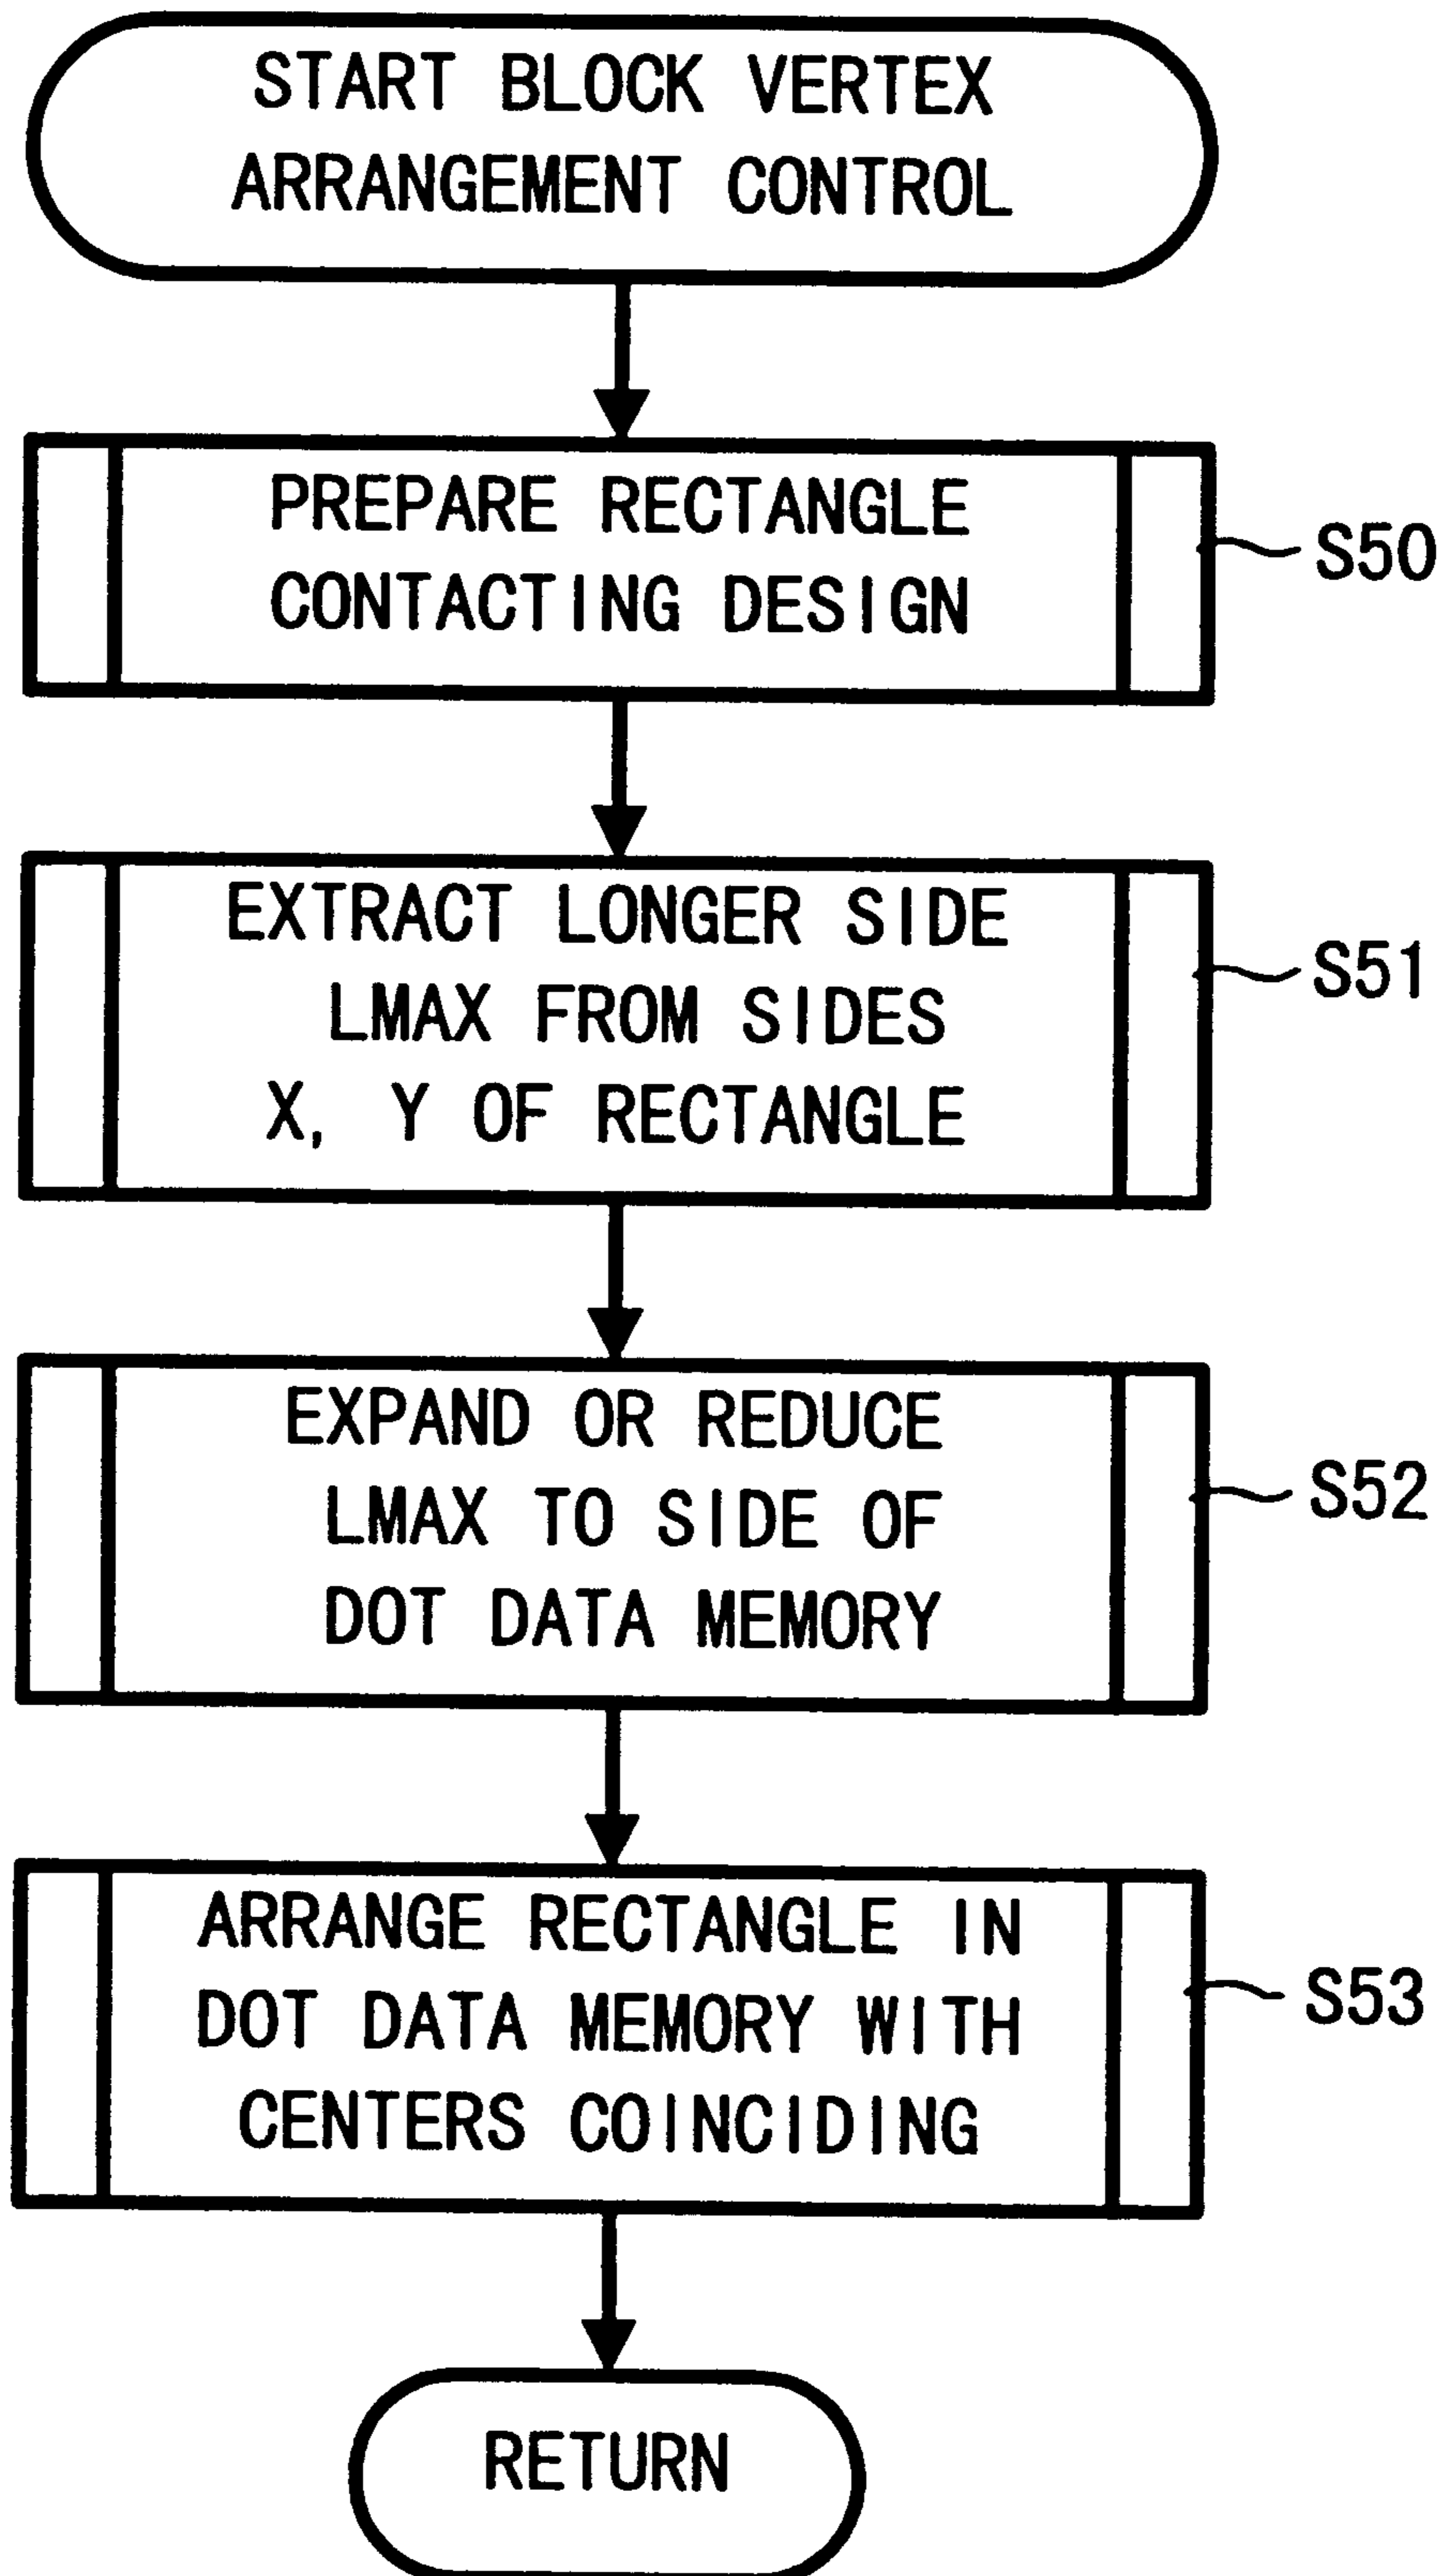 START BLOCK VERTEX
ARRANGEMENT CONTROL
PREPARE RECTANGLE
CONTACTING DESIGN
S50
EXTRACT LONGER SIDE
LMAX FROM SIDES
X, Y OF RECTANGLE
S51
EXPAND OR REDUCE
LMAX TO SIDE OF
DOT DATA MEMORY
S52
ARRANGE RECTANGLE IN
DOT DATA MEMORY WITH
CENTERS COINCIDING
S53
RETURN